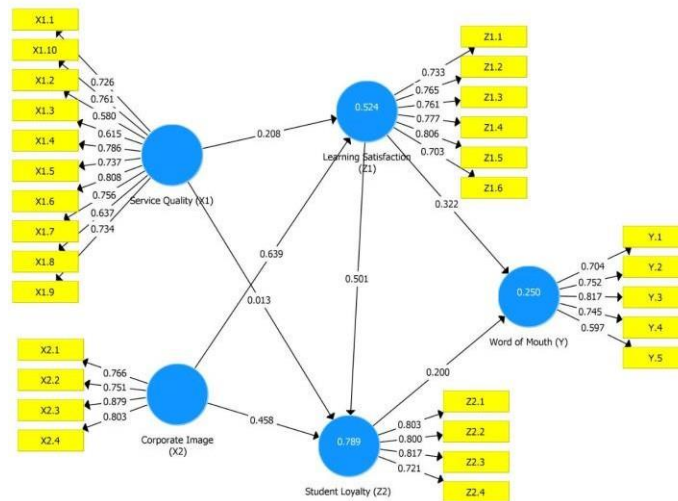 X1.1
X1.10
X1.2
X1.3
X1.4
X1.5
X1.6
X1.7
X1.8
X1.9
0.726
0.761
0.580
0.615
0.786
0.737
0.808
0.756
0.637
0.734
Service Quality (X1)
0.208
0.639
0.013
0.524
Learning Satisfaction
(Z1)
0.733
0.765
0.761
0.777
0.806
0.703
Z1.1
Z1.2
Z1.3
Z1.4
Z1.5
Z1.6
0.322
0.501
0.250
Word of Mouth (Y)
0.704
0.752
0.817
0.745
0.597
Y.1
Y.2
Y.3
Y.4
Y.5
X2.1
X2.2
X2.3
X2.4
0.766
0.751
0.879
0.803
Corporate Image
(X2)
0.458
0.200
0.789
Student Loyalty (Z2)
0.803
0.800
0.817
0.721
Z2.1
Z2.2
Z2.3
Z2.4